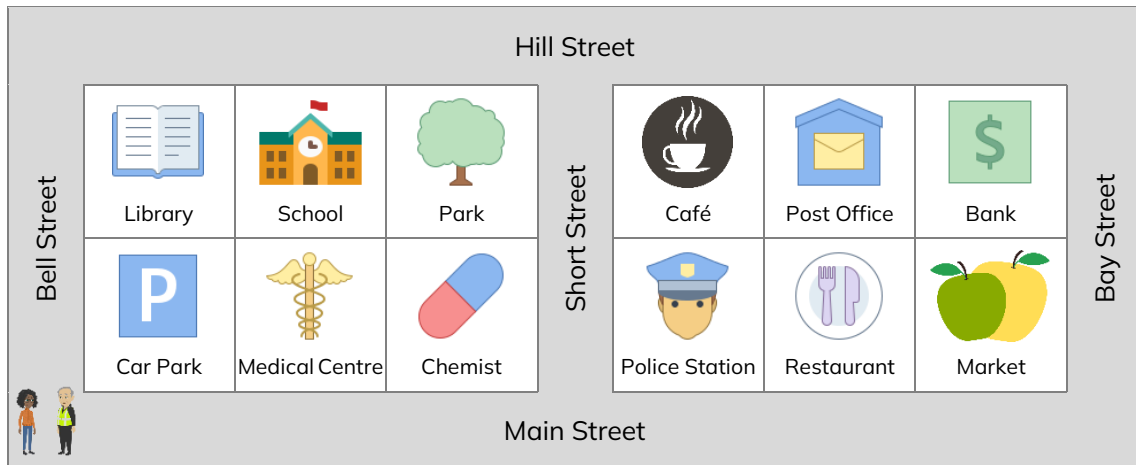 Hill Street
Bell Street
Library
School
Park
Short Street
Café
Post Office
$
Bank
Bay Street
P
Car Park
Medical Centre
Chemist
Police Station
Restaurant
Market
Main Street